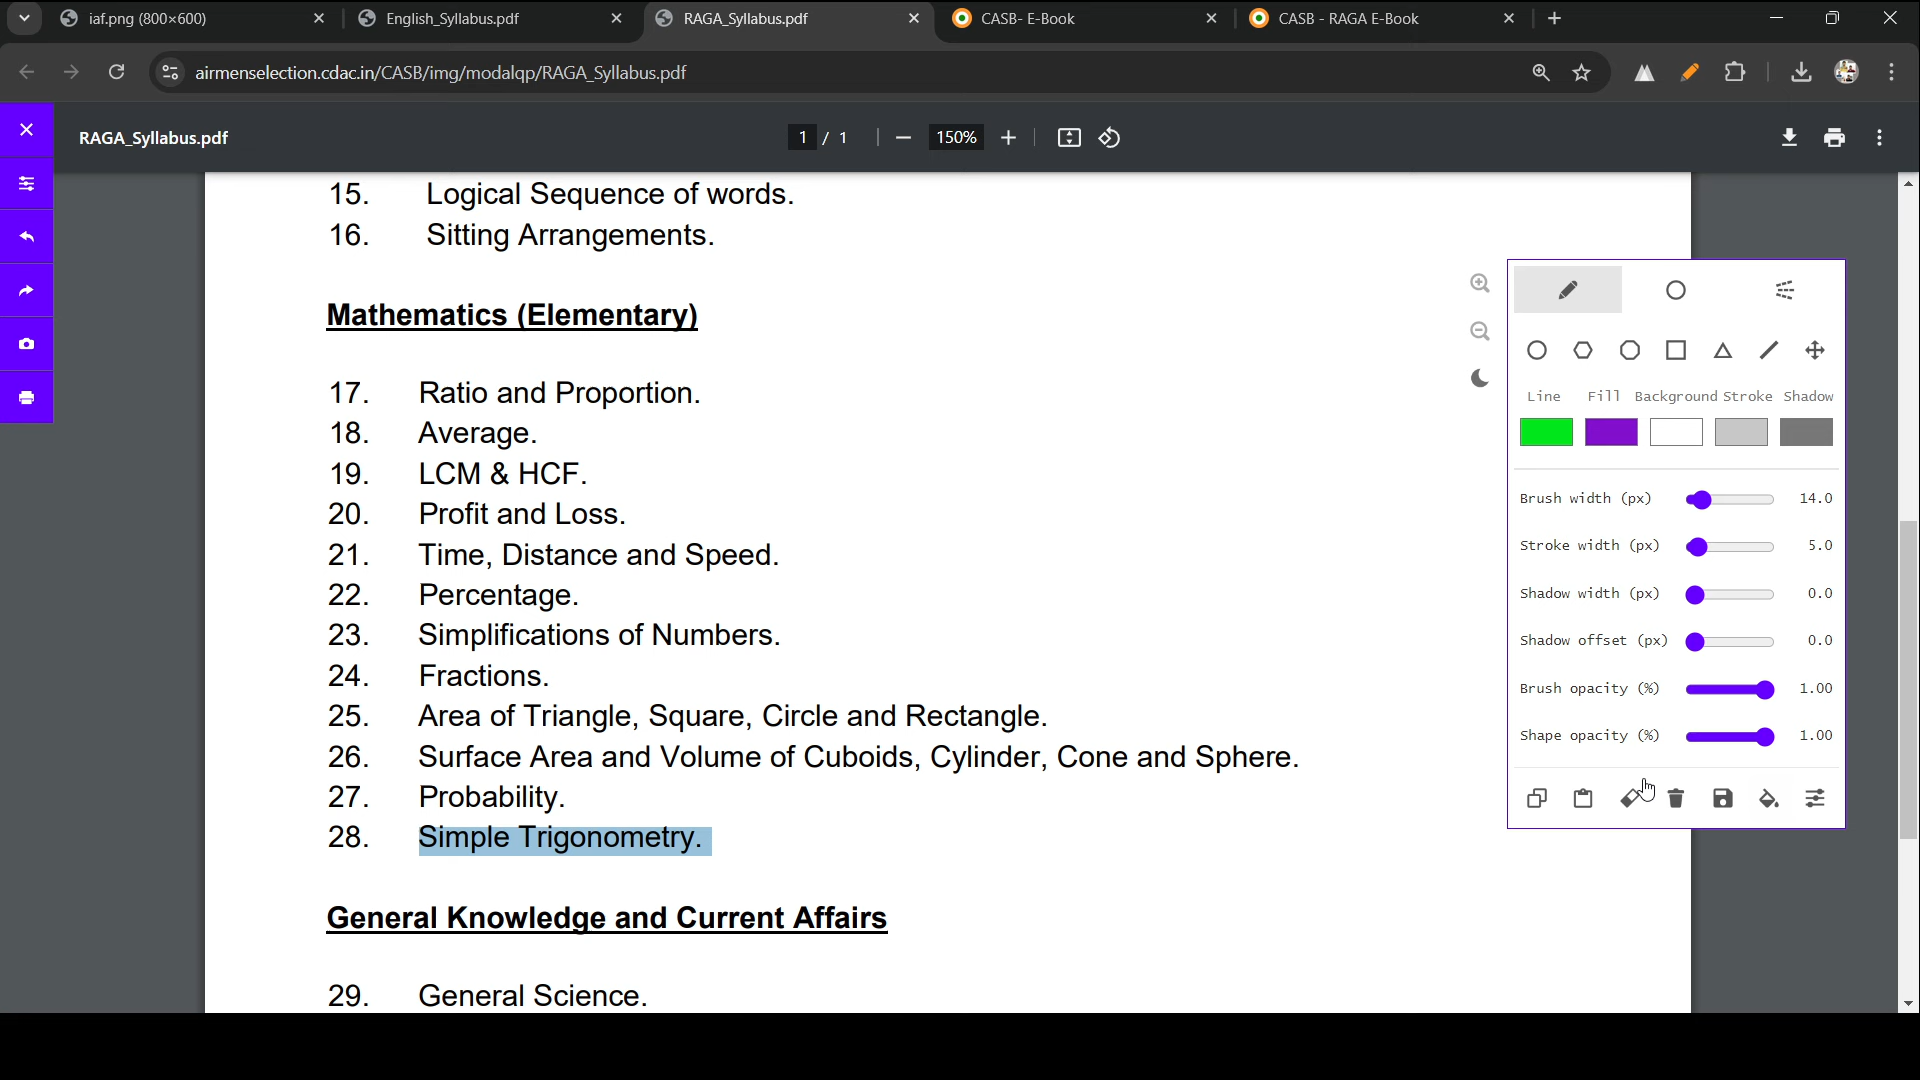 iaf.png (800×600)
English_Syllabus.pdf
RAGA_Syllabus.pdf
CASB- E-Book
CASB - RAGA E-Book
airmenselection.cdac.in/CASB/img/modalqp/RAGA_Syllabus.pdf
RAGA_Syllabus.pdf
1 / 1
150%
15. Logical Sequence of words.
16. Sitting Arrangements.
Mathematics (Elementary)
17. Ratio and Proportion.
18. Average.
19. LCM & HCF.
20. Profit and Loss.
21. Time, Distance and Speed.
22. Percentage.
23. Simplifications of Numbers.
24. Fractions.
25. Area of Triangle, Square, Circle and Rectangle.
26. Surface Area and Volume of Cuboids, Cylinder, Cone and Sphere.
27. Probability.
28. Simple Trigonometry.
General Knowledge and Current Affairs
29. General Science.
Line Fill Background Stroke Shadow
Brush width (px) 14.0
Stroke width (px) 5.0
Shadow width (px) 0.0
Shadow offset (px) 0.0
Brush opacity (%) 1.00
Shape opacity (%) 1.00